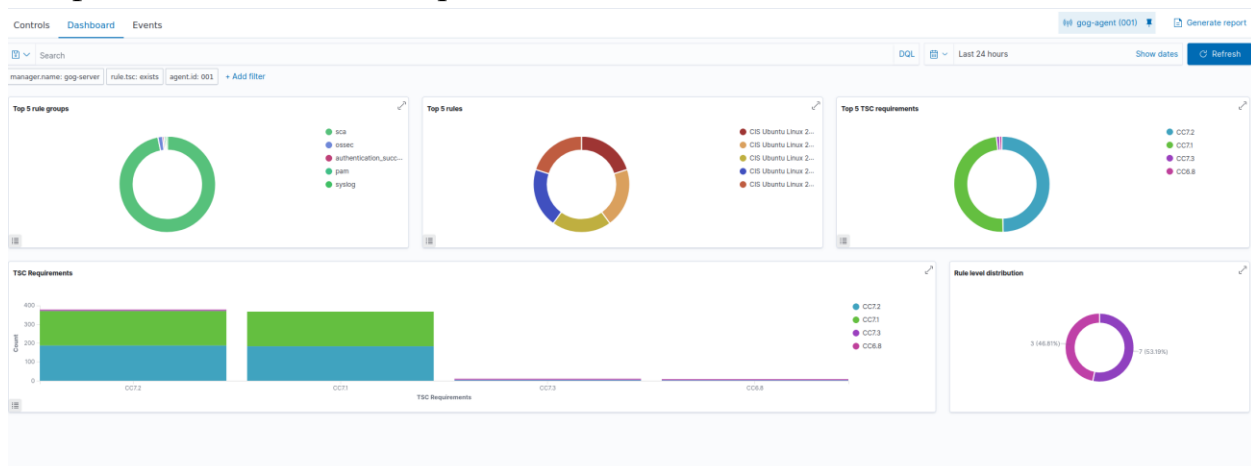 Controls Dashboard Events
gog-agent (001) Generate report
Search DQL Last 24 hours Show dates Refresh
manager.name: gog-server rule.tsc: exists agent.id: 001 + Add filter
Top 5 rule groups
sca
ossec
authentication_succ...
pam
syslog
Top 5 rules
CIS Ubuntu Linux 2...
CIS Ubuntu Linux 2...
CIS Ubuntu Linux 2...
CIS Ubuntu Linux 2...
CIS Ubuntu Linux 2...
Top 5 TSC requirements
CC7.2
CC7.1
CC7.3
CC6.8
TSC Requirements
400
300
200
100
0
Count
CC7.2 CC7.1 CC7.3 CC6.8
TSC Requirements
CC7.2
CC7.1
CC7.3
CC6.8
Rule level distribution
3 (46.81%)
7 (53.19%)